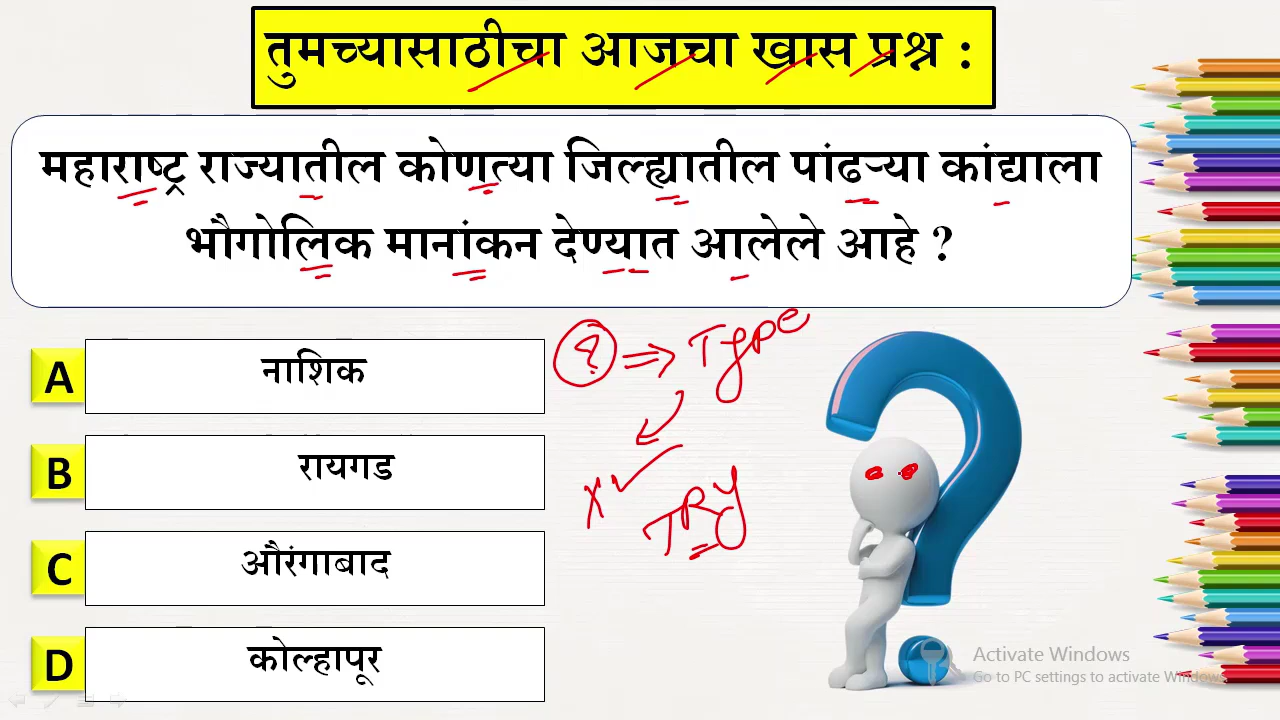 तुमच्यासाठीचा आजचा खास प्रश्न :
महाराष्ट्र राज्यातील कोणत्या जिल्ह्यातील पांढऱ्या कांद्याला
भौगोलिक मानांकन देण्यात आलेले आहे ?
A नाशिक
? ⇒ Type
B रायगड
TRY
C औरंगाबाद
D कोल्हापूर
Activate Windows
Go to PC settings to activate Windows.